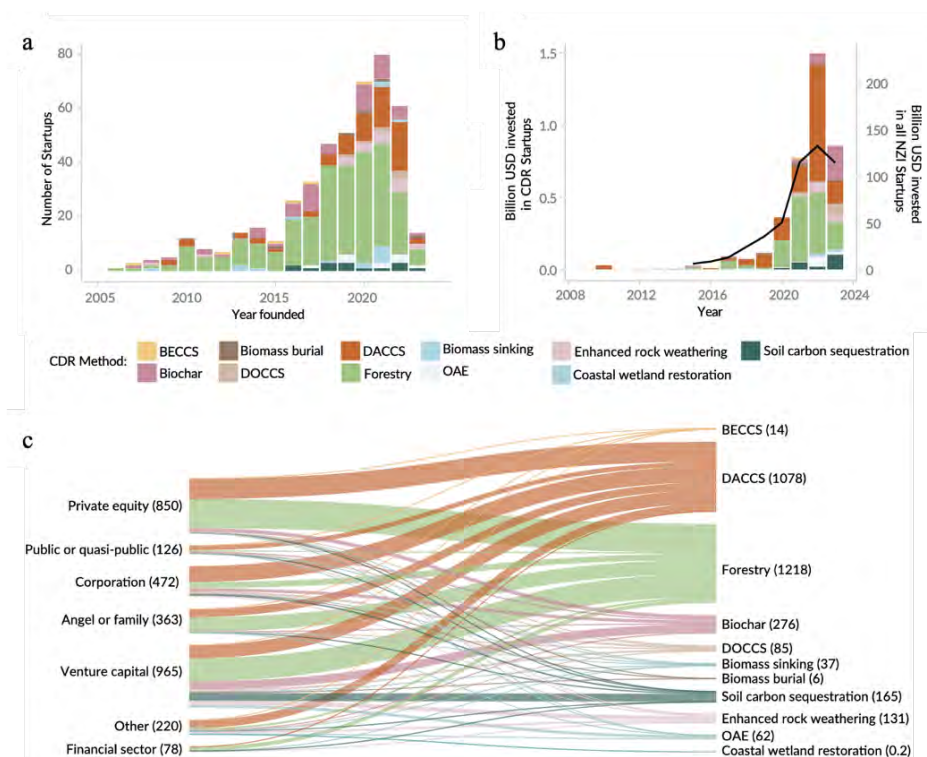 a
Number of Startups
80
60
40
20
0
2005
2010
2015
2020
Year founded
b
Billion USD invested
in CDR Startups
1.5
1.0
0.5
0.0
2008
2012
2016
2020
2024
Year
200
150
100
50
0
Billion USD invested
in all NZI Startups
CDR Method:
BECCS
Biomass burial
DACCS
Biomass sinking
Enhanced rock weathering
Soil carbon sequestration
Biochar
DOCCS
Forestry
OAE
Coastal wetland restoration
c
Private equity (850)
Public or quasi-public (126)
Corporation (472)
Angel or family (363)
Venture capital (965)
Other (220)
Financial sector (78)
BECCS (14)
DACCS (1078)
Forestry (1218)
Biochar (276)
DOCCS (85)
Biomass sinking (37)
Biomass burial (6)
Soil carbon sequestration (165)
Enhanced rock weathering (131)
OAE (62)
Coastal wetland restoration (0.2)